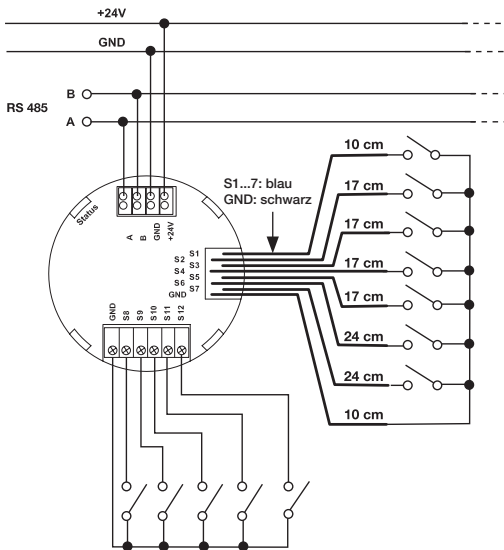 +24V
GND
B
RS 485
A
10 cm
S1...7: blau
GND: schwarz
17 cm
17 cm
17 cm
17 cm
24 cm
24 cm
10 cm
Status
A
B
GND
+24V
S1
S2
S3
S4
S5
S6
S7
GND
GND
S8
S9
S10
S11
S12